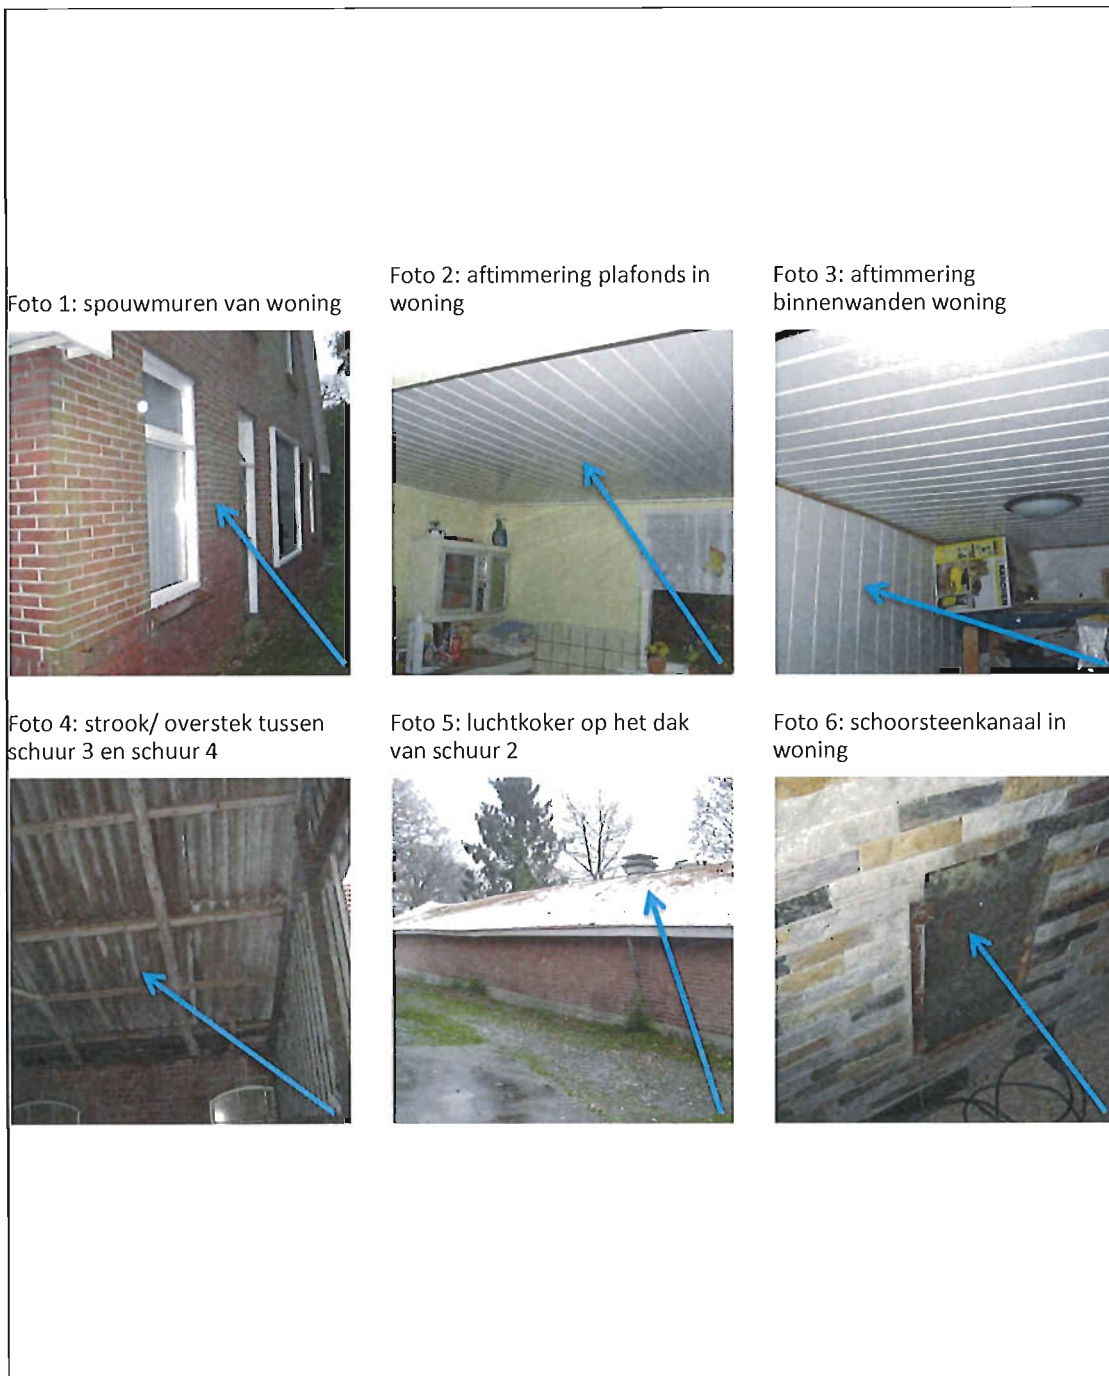 Foto 1: spouwmuren van woning
Foto 2: aftimmering plafonds in
woning
Foto 3: aftimmering
binnenwanden woning
Foto 4: strook/ overstek tussen
schuur 3 en schuur 4
Foto 5: luchtkoker op het dak
van schuur 2
Foto 6: schoorsteenkanaal in
woning